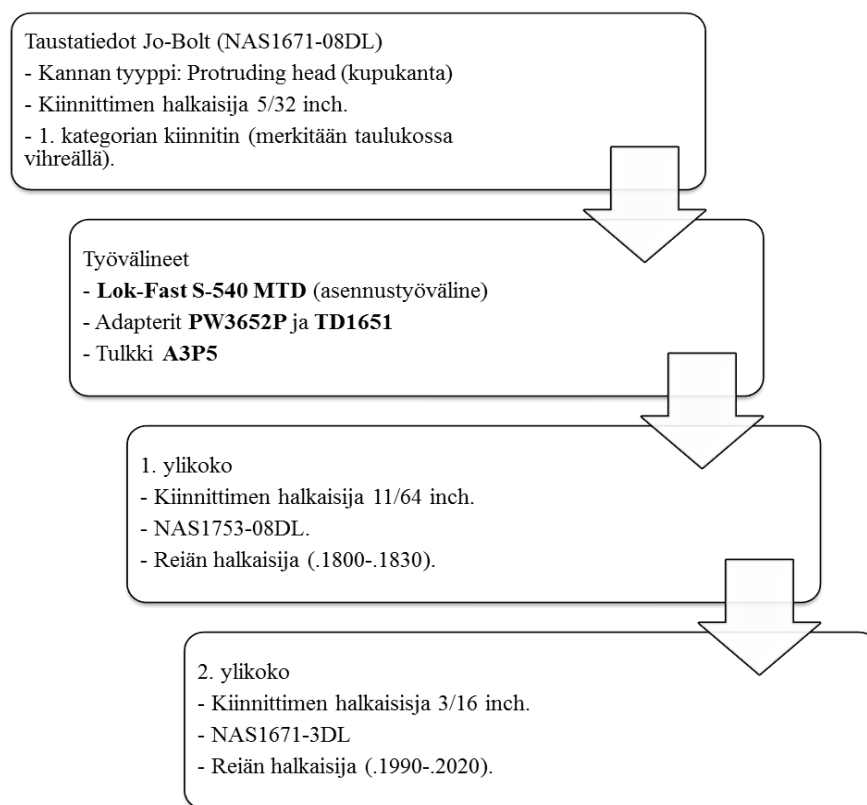 Taustatiedot Jo-Bolt (NAS1671-08DL)
- Kannan tyyppi: Protruding head (kupukanta)
- Kiinnittimen halkaisija 5/32 inch.
- 1. kategorian kiinnitin (merkitään taulukossa
vihreällä).
Työvälineet
- Lok-Fast S-540 MTD (asennustyöväline)
- Adapterit PW3652P ja TD1651
- Tulkki A3P5
1. ylikoko
- Kiinnittimen halkaisija 11/64 inch.
- NAS1753-08DL.
- Reiän halkaisija (.1800-.1830).
2. ylikoko
- Kiinnittimen halkaisisja 3/16 inch.
- NAS1671-3DL
- Reiän halkaisija (.1990-.2020).